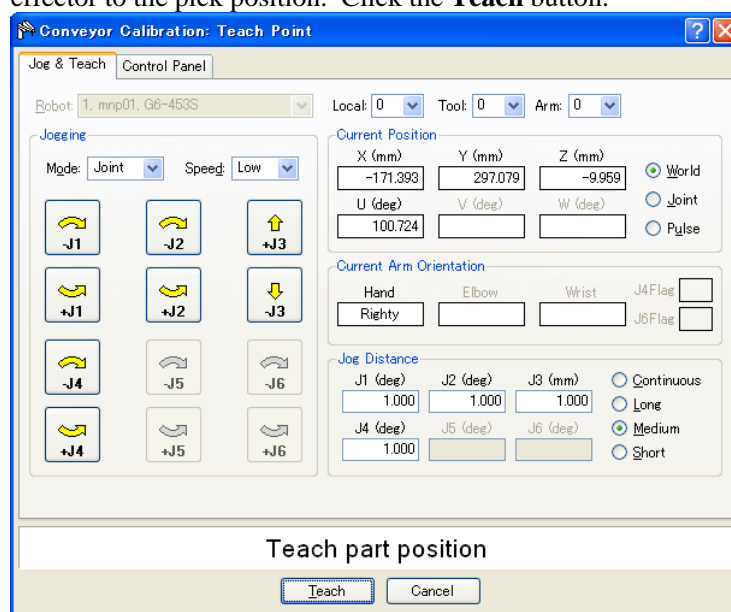 effector to the pick position. Click the Teach button.
Conveyor Calibration: Teach Point
Jog & Teach Control Panel
Robot: 1, mnp01, G6-453S Local: 0 Tool: 0 Arm: 0
Jogging
Mode: Joint Speed: Low
-J1 -J2 +J3
+J1 +J2 -J3
-J4 -J5 -J6
+J4 +J5 +J6
Current Position
X (mm) Y (mm) Z (mm)
-171.393 297.079 -9.959
World
U (deg) V (deg) W (deg)
Joint
100.724
Pulse
Current Arm Orientation
Hand Elbow Wrist J4Flag
Righty
J6Flag
Jog Distance
J1 (deg) J2 (deg) J3 (mm) Continuous
1.000 1.000 1.000
Long
J4 (deg) J5 (deg) J6 (deg) Medium
1.000
Short
Teach part position
Teach Cancel